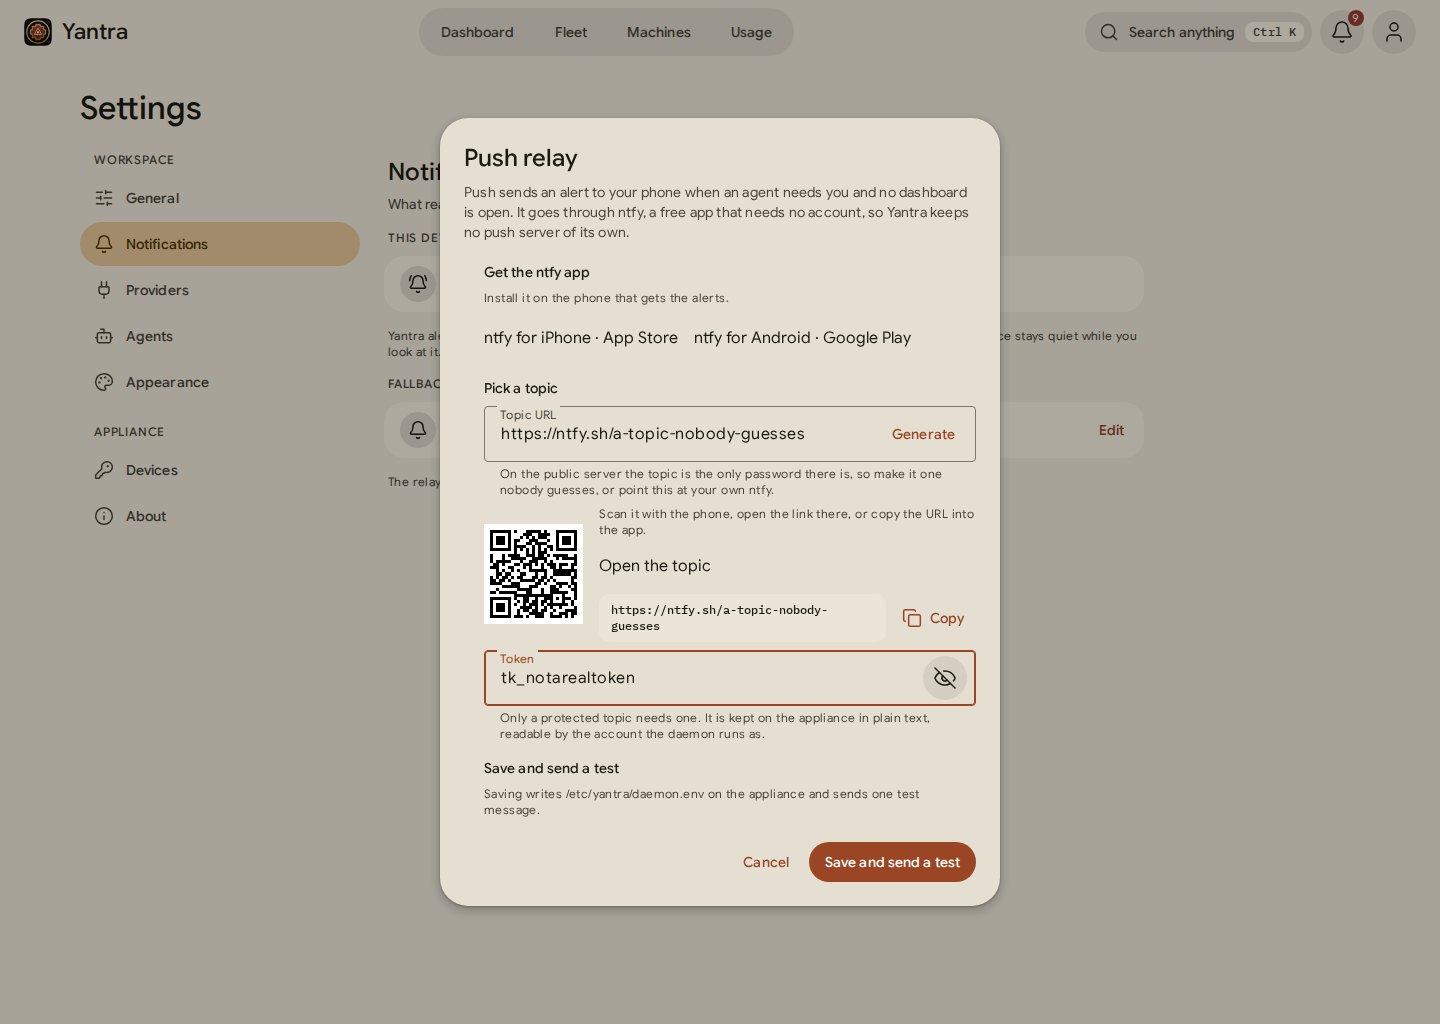 Yantra
Dashboard
Fleet
Machines
Usage
Search anything
Ctrl K
9
Settings
WORKSPACE
General
Notifications
Providers
Agents
Appearance
APPLIANCE
Devices
About
What
THIS
Yantra
look at it.
ce stays quiet while you
Edit
The relay
Push relay
Push sends an alert to your phone when an agent needs you and no dashboard
is open. It goes through ntfy, a free app that needs no account, so Yantra keeps
no push server of its own.
Get the ntfy app
Install it on the phone that gets the alerts.
ntfy for iPhone · App Store
ntfy for Android · Google Play
Pick a topic
Topic URL
https://ntfy.sh/a-topic-nobody-guesses
Generate
On the public server the topic is the only password there is, so make it one
nobody guesses, or point this at your own ntfy.
Scan it with the phone, open the link there, or copy the URL into
the app.
Open the topic
https://ntfy.sh/a-topic-nobody-
guesses
Copy
Token
tk_notarealtoken
Only a protected topic needs one. It is kept on the appliance in plain text,
readable by the account the daemon runs as.
Save and send a test
Saving writes /etc/yantra/daemon.env on the appliance and sends one test
message.
Cancel
Save and send a test